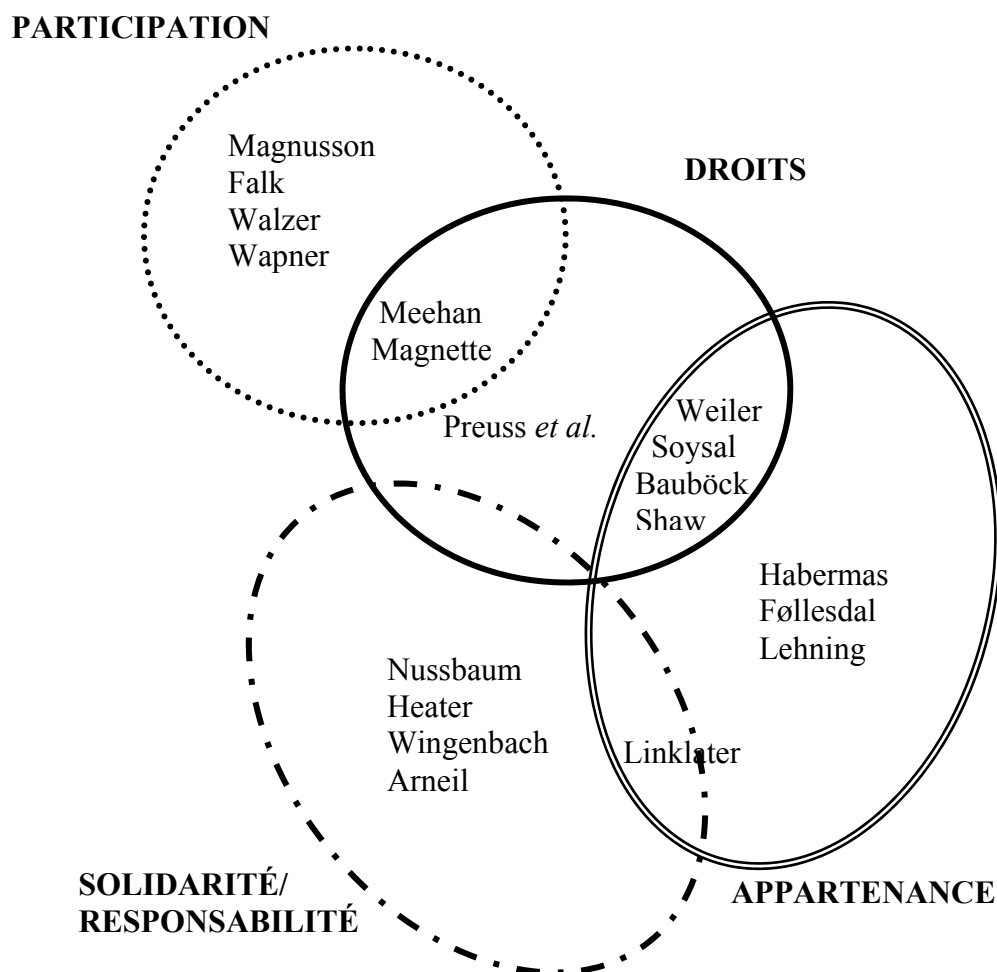 PARTICIPATION
Magnusson
Falk
Walzer
Wapner
DROITS
Meehan
Magnette
Preuss et al.
Weiler
Soysal
Bauböck
Shaw
Habermas
Føllesdal
Lehning
Nussbaum
Heater
Wingenbach
Arneil
Linklater
SOLIDARITÉ/
RESPONSABILITÉ
APPARTENANCE